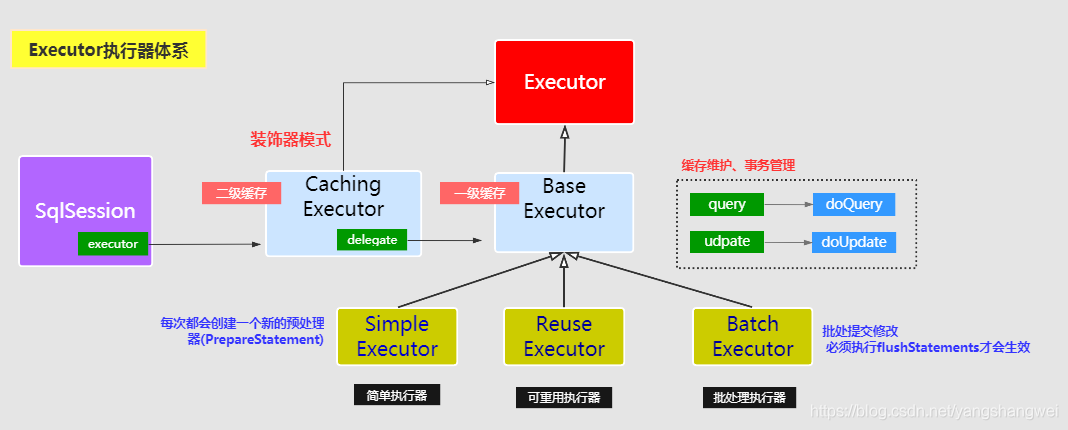 Executor执行器体系
Executor
装饰器模式
SqlSession
executor
二级缓存
Caching
Executor
delegate
一级缓存
Base
Executor
缓存维护、事务管理
query
doQuery
udpate
doUpdate
每次都会创建一个新的预处理
器(PrepareStatement)
Simple
Executor
简单执行器
Reuse
Executor
可重用执行器
Batch
Executor
批处理执行器
批处提交修改
必须执行flushStatements才会生效
https://blog.csdn.net/yangshangwei